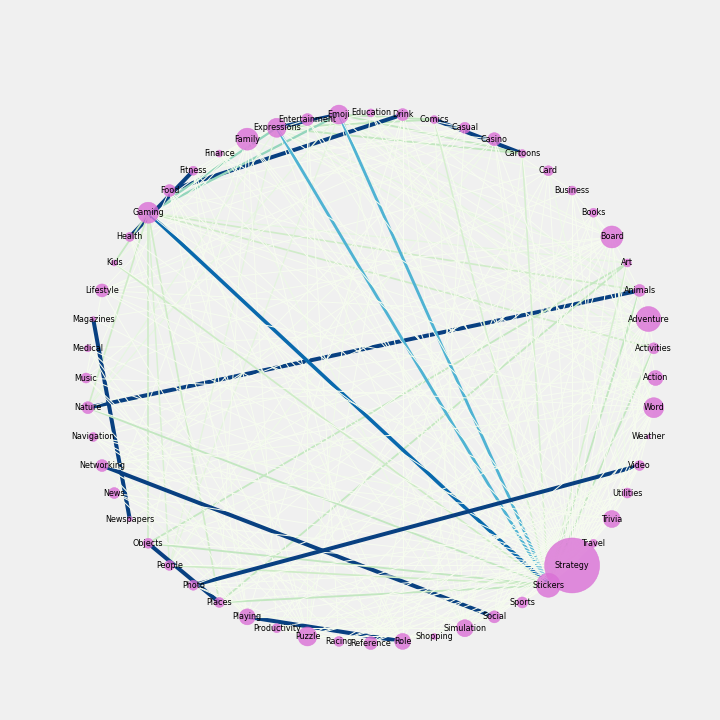 Emoji
Education
Drink
Entertainment
Comics
Expressions
Casual
Family
Casino
Finance
Cartoons
Fitness
Card
Food
Business
Gaming
Books
Health
Board
Kids
Art
Lifestyle
Animals
Magazines
Adventure
Medical
Activities
Music
Action
Nature
Word
Navigation
Weather
Networking
Video
News
Utilities
Newspapers
Trivia
Objects
Travel
People
Strategy
Photo
Stickers
Places
Sports
Playing
Social
Productivity
Simulation
Puzzle
Shopping
Racing
Reference
Role